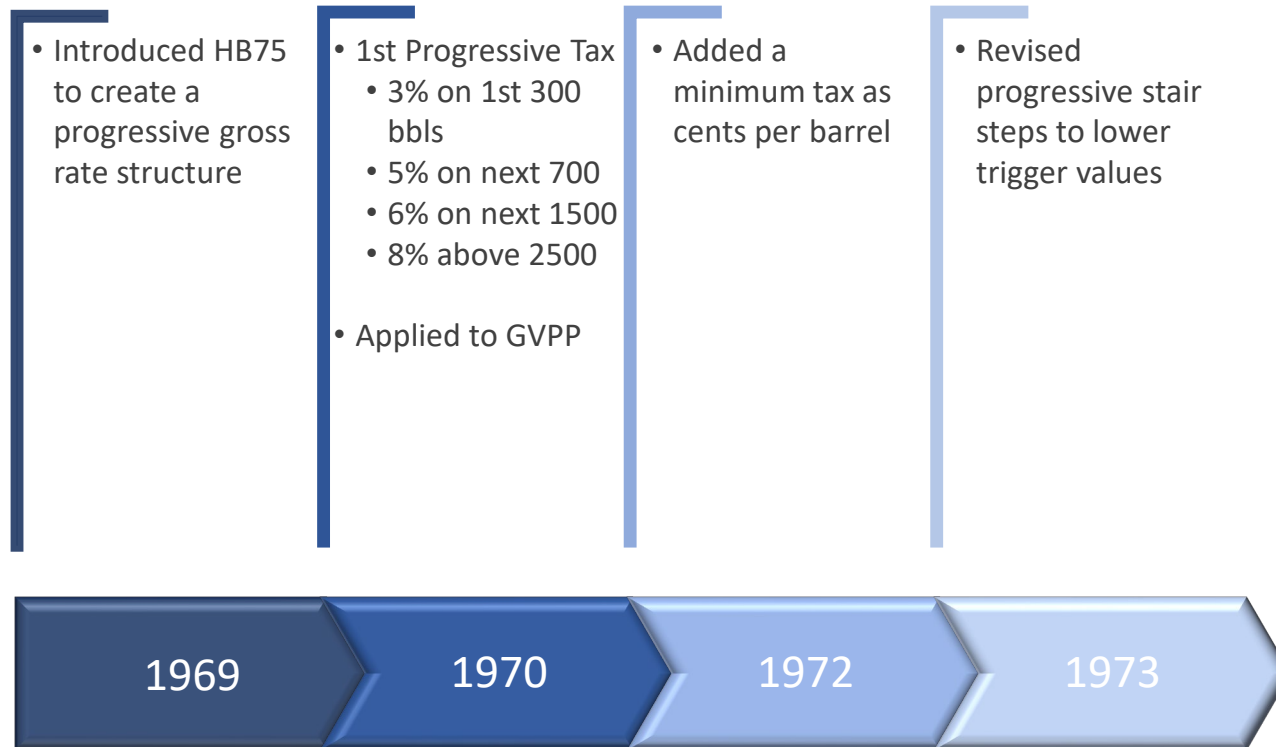 • Introduced HB75
to create a
progressive gross
rate structure
• 1st Progressive Tax
• 3% on 1st 300
bbls
• 5% on next 700
• 6% on next 1500
• 8% above 2500
• Applied to GVPP
• Added a
minimum tax as
cents per barrel
• Revised
progressive stair
steps to lower
trigger values
1969
1970
1972
1973